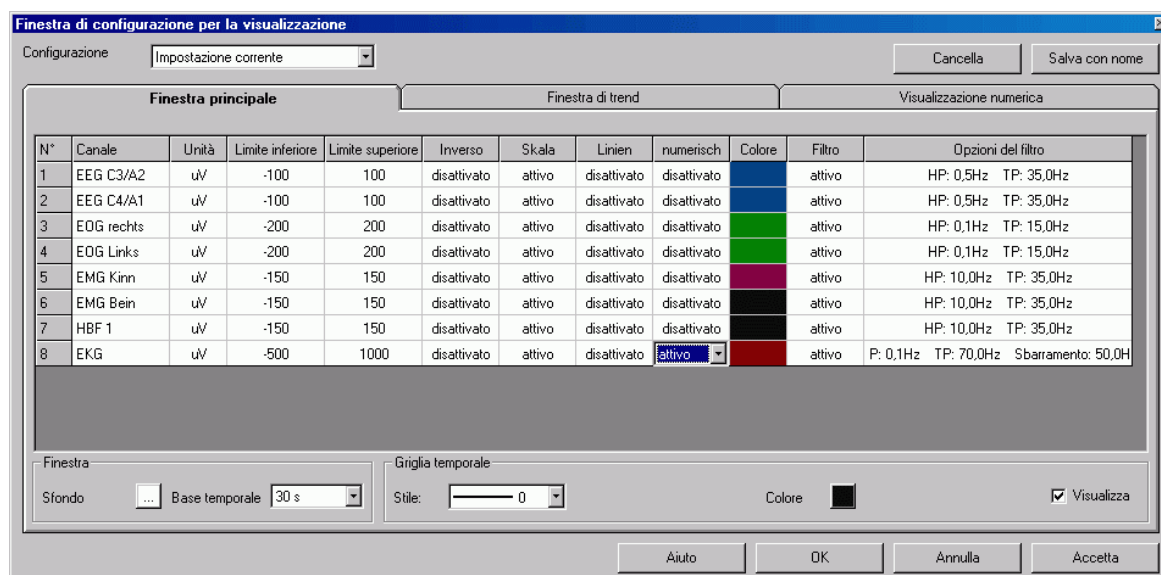 Finestra di configurazione per la visualizzazione
Configurazione Impostazione corrente Cancella Salva con nome
Finestra principale Finestra di trend Visualizzazione numerica
N° Canale Unità Limite inferiore Limite superiore Inverso Skala Linien numerisch Colore Filtro Opzioni del filtro
1 EEG C3/A2 uV -100 100 disattivato attivo disattivato disattivato attivo HP: 0,5Hz TP: 35,0Hz
2 EEG C4/A1 uV -100 100 disattivato attivo disattivato disattivato attivo HP: 0,5Hz TP: 35,0Hz
3 EOG rechts uV -200 200 disattivato attivo disattivato disattivato attivo HP: 0,1Hz TP: 15,0Hz
4 EOG Links uV -200 200 disattivato attivo disattivato disattivato attivo HP: 0,1Hz TP: 15,0Hz
5 EMG Kinn uV -150 150 disattivato attivo disattivato disattivato attivo HP: 10,0Hz TP: 35,0Hz
6 EMG Bein uV -150 150 disattivato attivo disattivato disattivato attivo HP: 10,0Hz TP: 35,0Hz
7 HBF 1 uV -150 150 disattivato attivo disattivato disattivato attivo HP: 10,0Hz TP: 35,0Hz
8 EKG uV -500 1000 disattivato attivo disattivato attivo attivo P: 0,1Hz TP: 70,0Hz Sbarramento: 50,0H
Finestra Griglia temporale
Sfondo ... Base temporale 30 s Stile: 0 Colore Visualizza
Aiuto OK Annulla Accetta